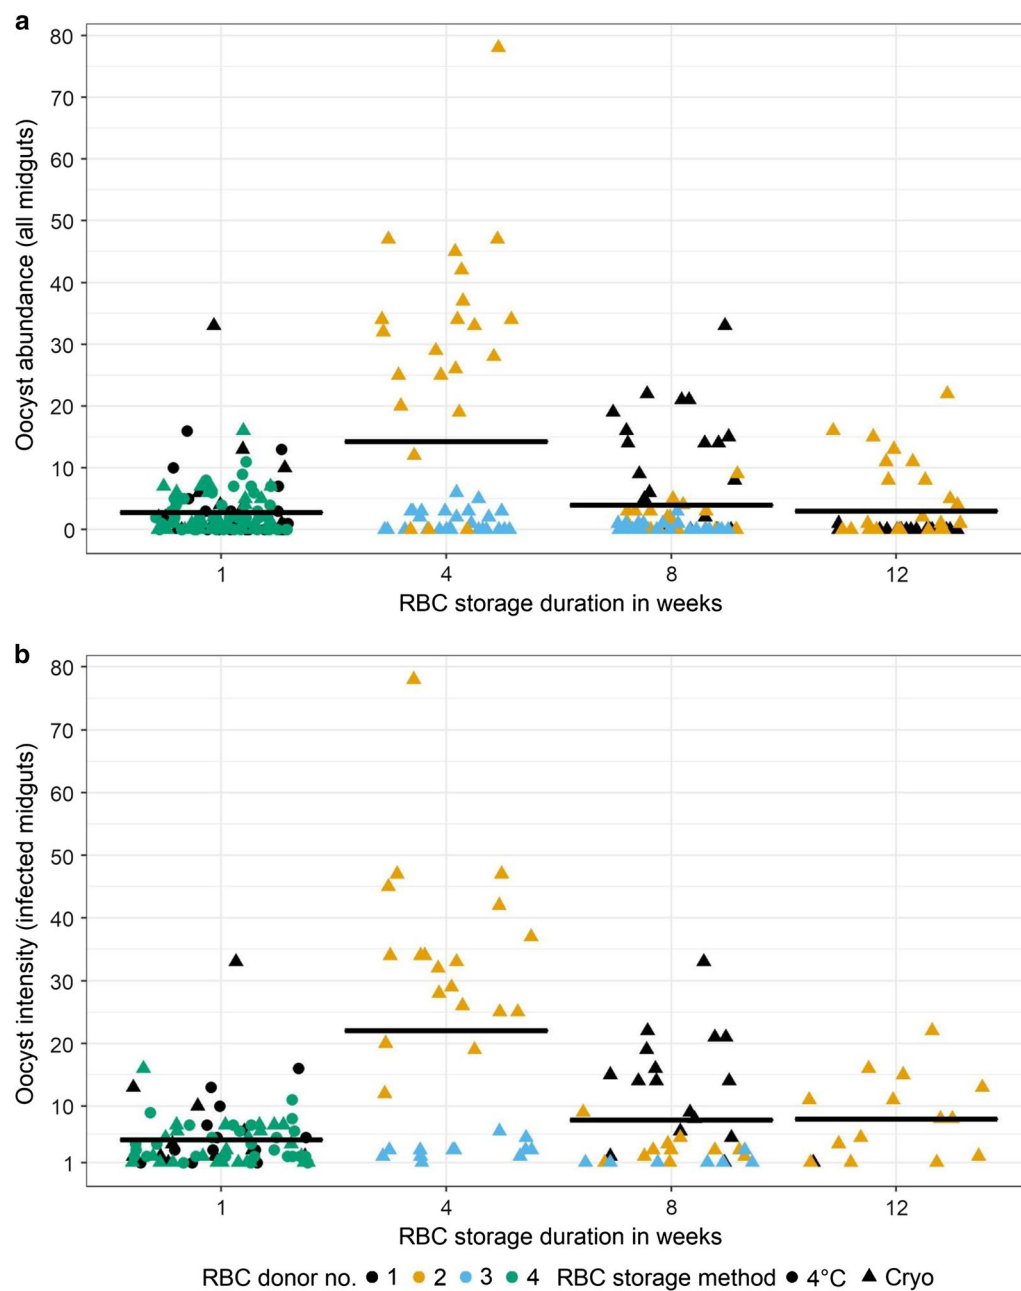 a
Oocyst abundance (all midguts)
80
70
60
50
40
30
20
10
0
1 4 8 12
RBC storage duration in weeks
b
Oocyst intensity (infected midguts)
80
70
60
50
40
30
20
10
1
1 4 8 12
RBC storage duration in weeks
RBC donor no. 1 2 3 4 RBC storage method 4°C Cryo